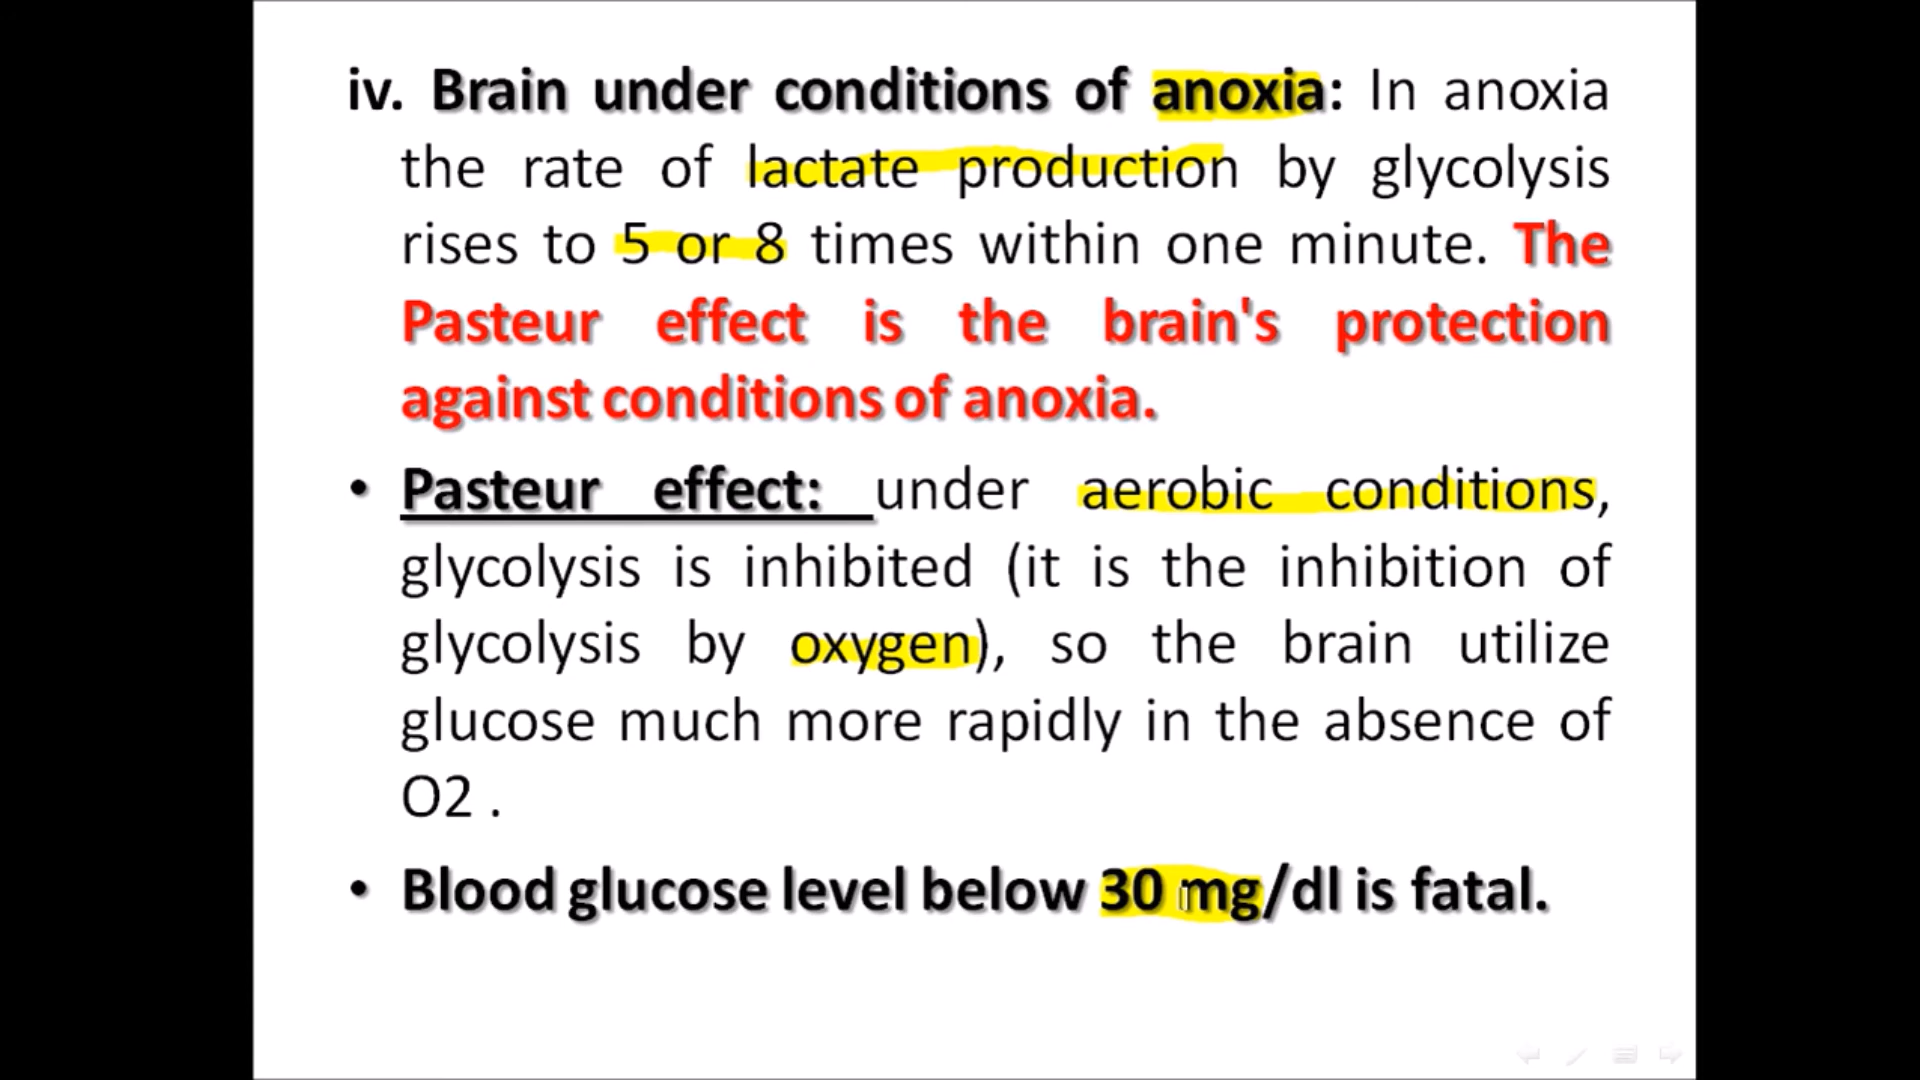 iv. Brain under conditions of anoxia: In anoxia
the rate of lactate production by glycolysis
rises to 5 or 8 times within one minute. The
Pasteur effect is the brain's protection
against conditions of anoxia.
• Pasteur effect: under aerobic conditions,
glycolysis is inhibited (it is the inhibition of
glycolysis by oxygen), so the brain utilize
glucose much more rapidly in the absence of
O2 .
• Blood glucose level below 30 mg/dl is fatal.